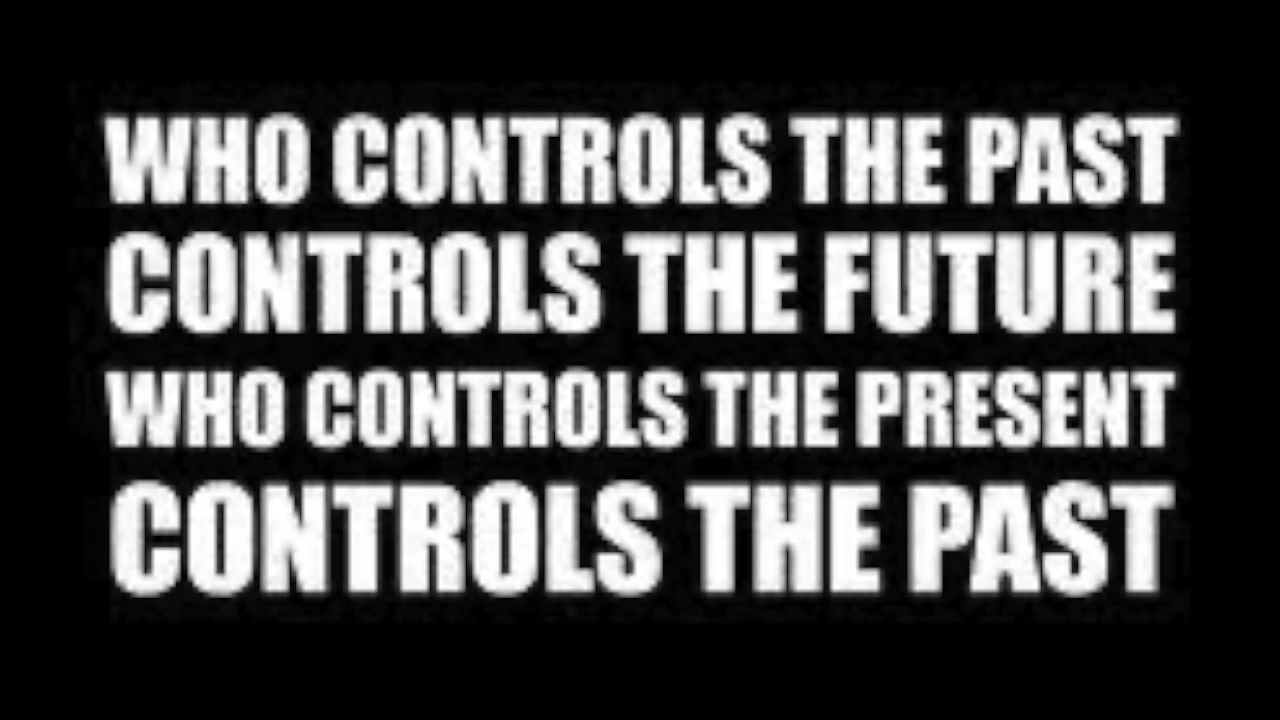 WHO CONTROLS THE PAST
CONTROLS THE FUTURE
WHO CONTROLS THE PRESENT
CONTROLS THE PAST